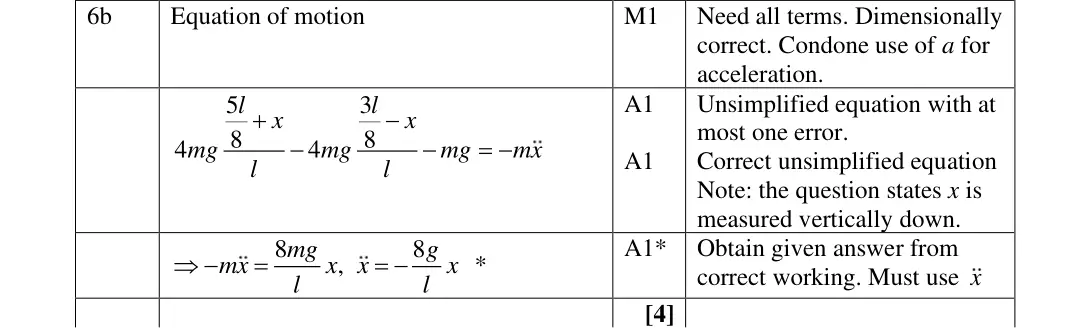 6b Equation of motion M1 Need all terms. Dimensionally
correct. Condone use of a for
acceleration.
4mg (5l/8 + x)/l − 4mg (3l/8 − x)/l − mg = −mẍ A1 Unsimplified equation with at
most one error.
A1 Correct unsimplified equation
Note: the question states x is
measured vertically down.
⇒ −mẍ = 8mg/l x, ẍ = − 8g/l x * A1* Obtain given answer from
correct working. Must use ẍ
[4]